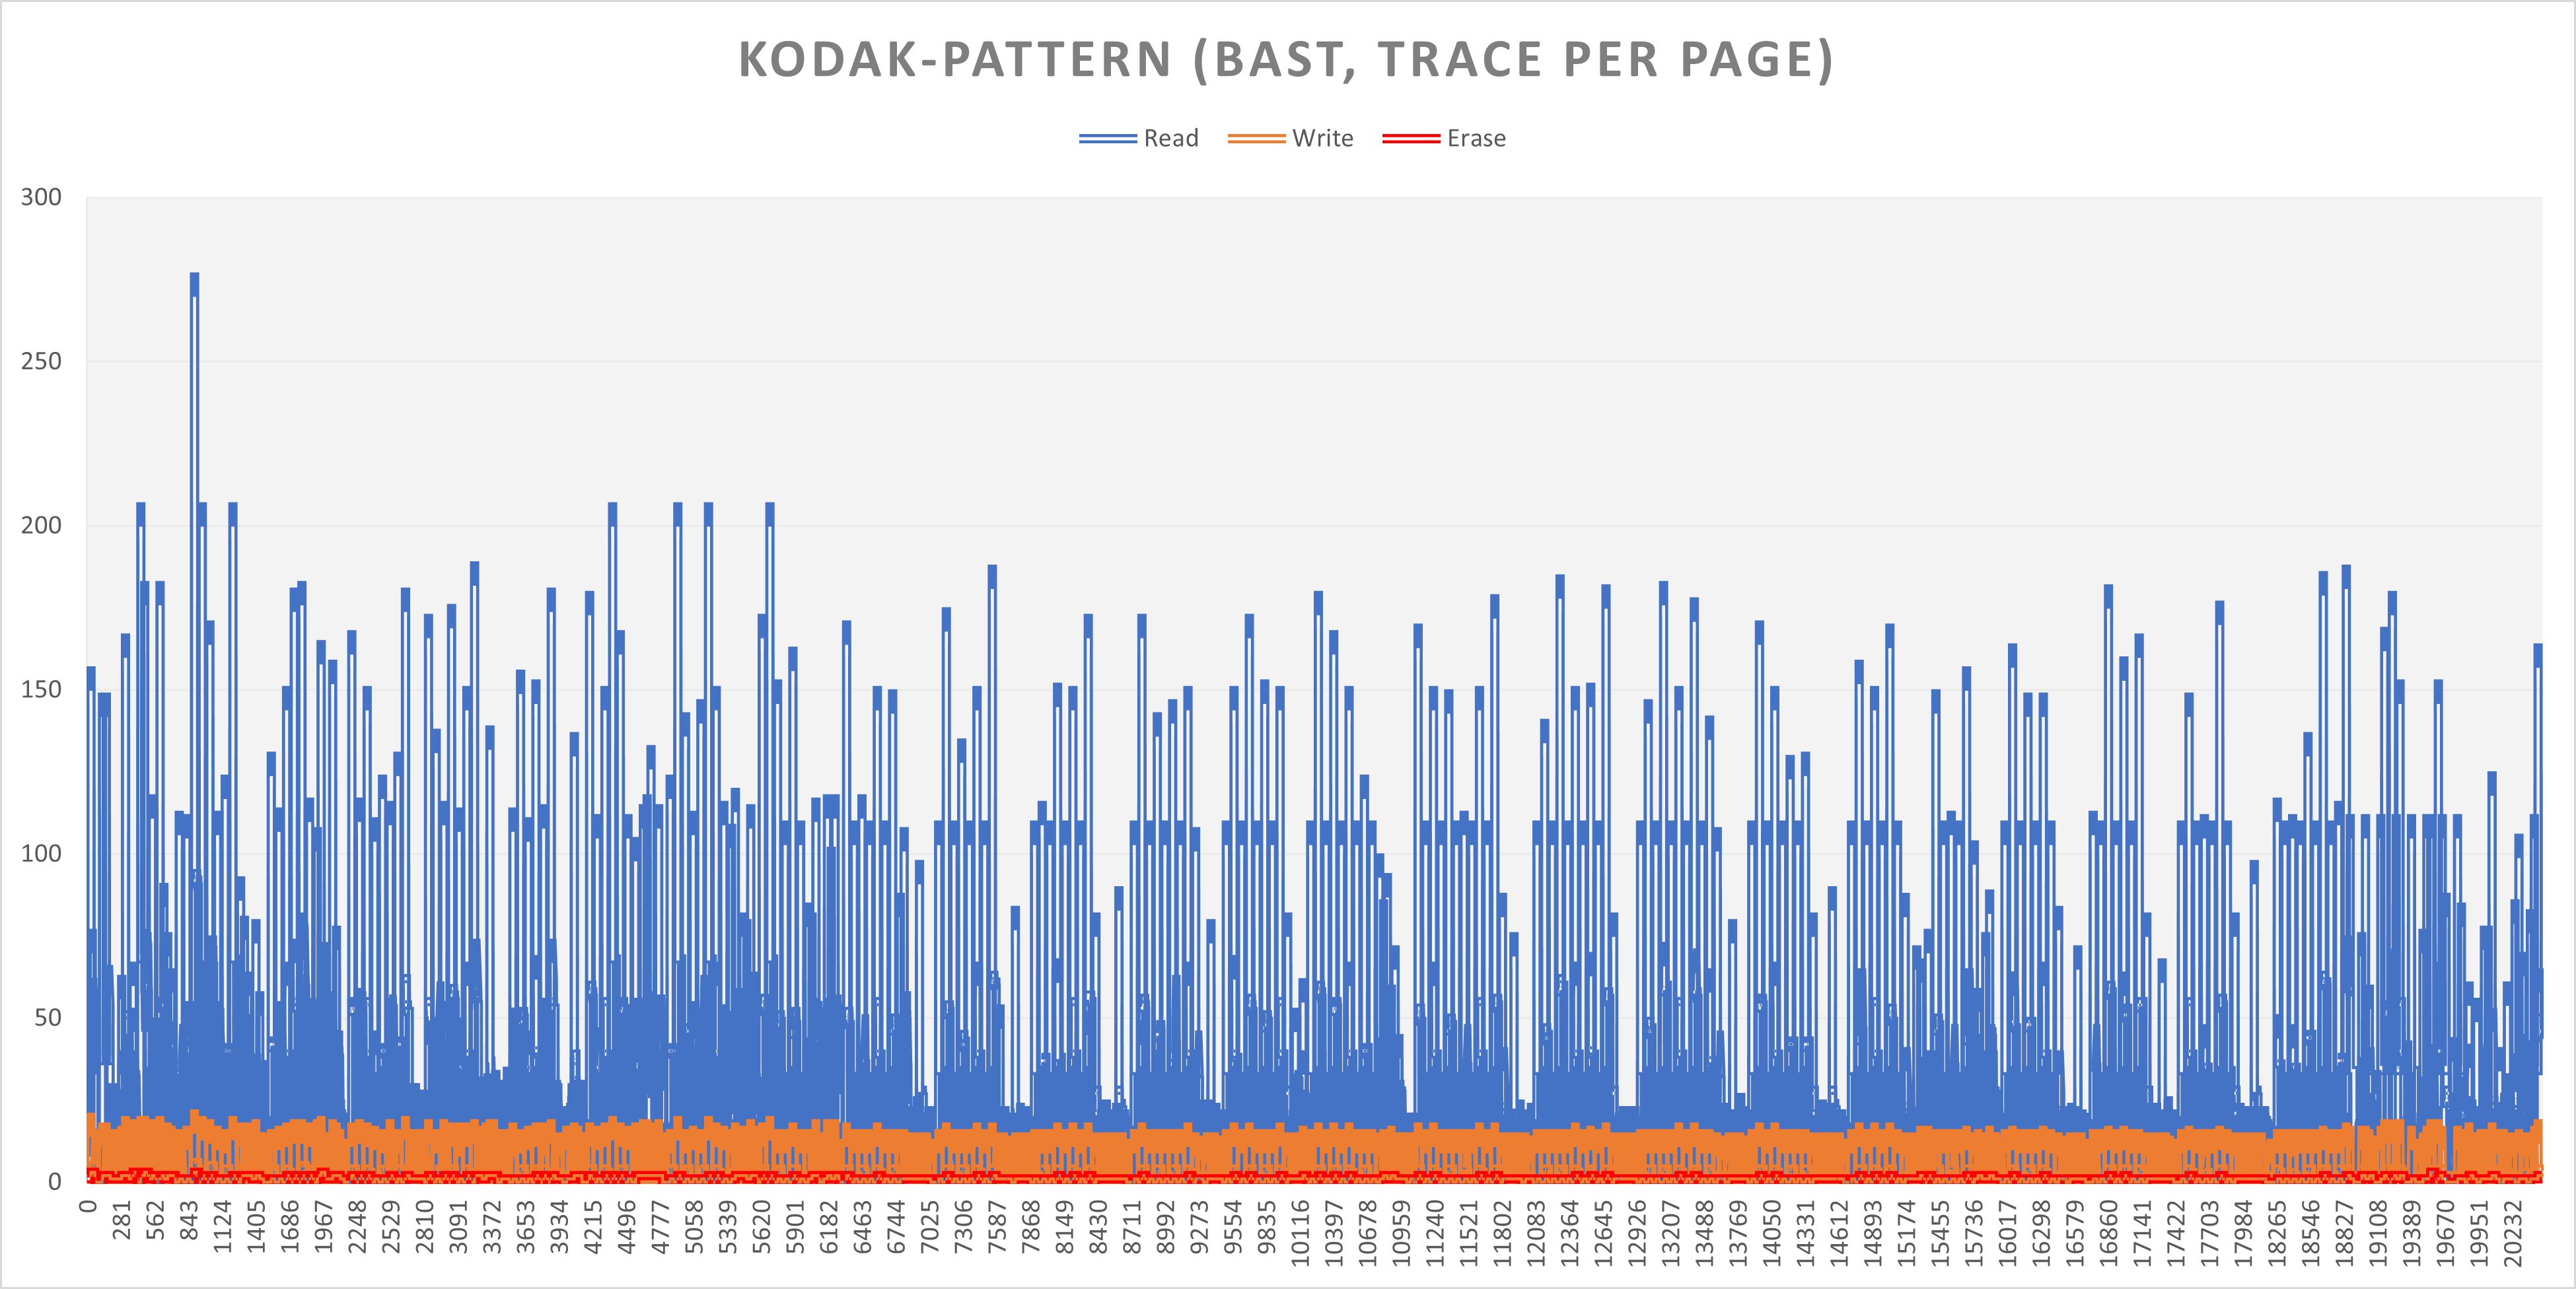 KODAK-PATTERN (BAST, TRACE PER PAGE)
Read Write Erase
300
250
200
150
100
50
0
0 281 562 843 1124 1405 1686 1967 2248 2529 2810 3091 3372 3653 3934 4215 4496 4777 5058 5339 5620 5901 6182 6463 6744 7025 7306 7587 7868 8149 8430 8711 8992 9273 9554 9835 10116 10397 10678 10959 11240 11521 11802 12083 12364 12645 12926 13207 13488 13769 14050 14331 14612 14893 15174 15455 15736 16017 16298 16579 16860 17141 17422 17703 17984 18265 18546 18827 19108 19389 19670 19951 20232